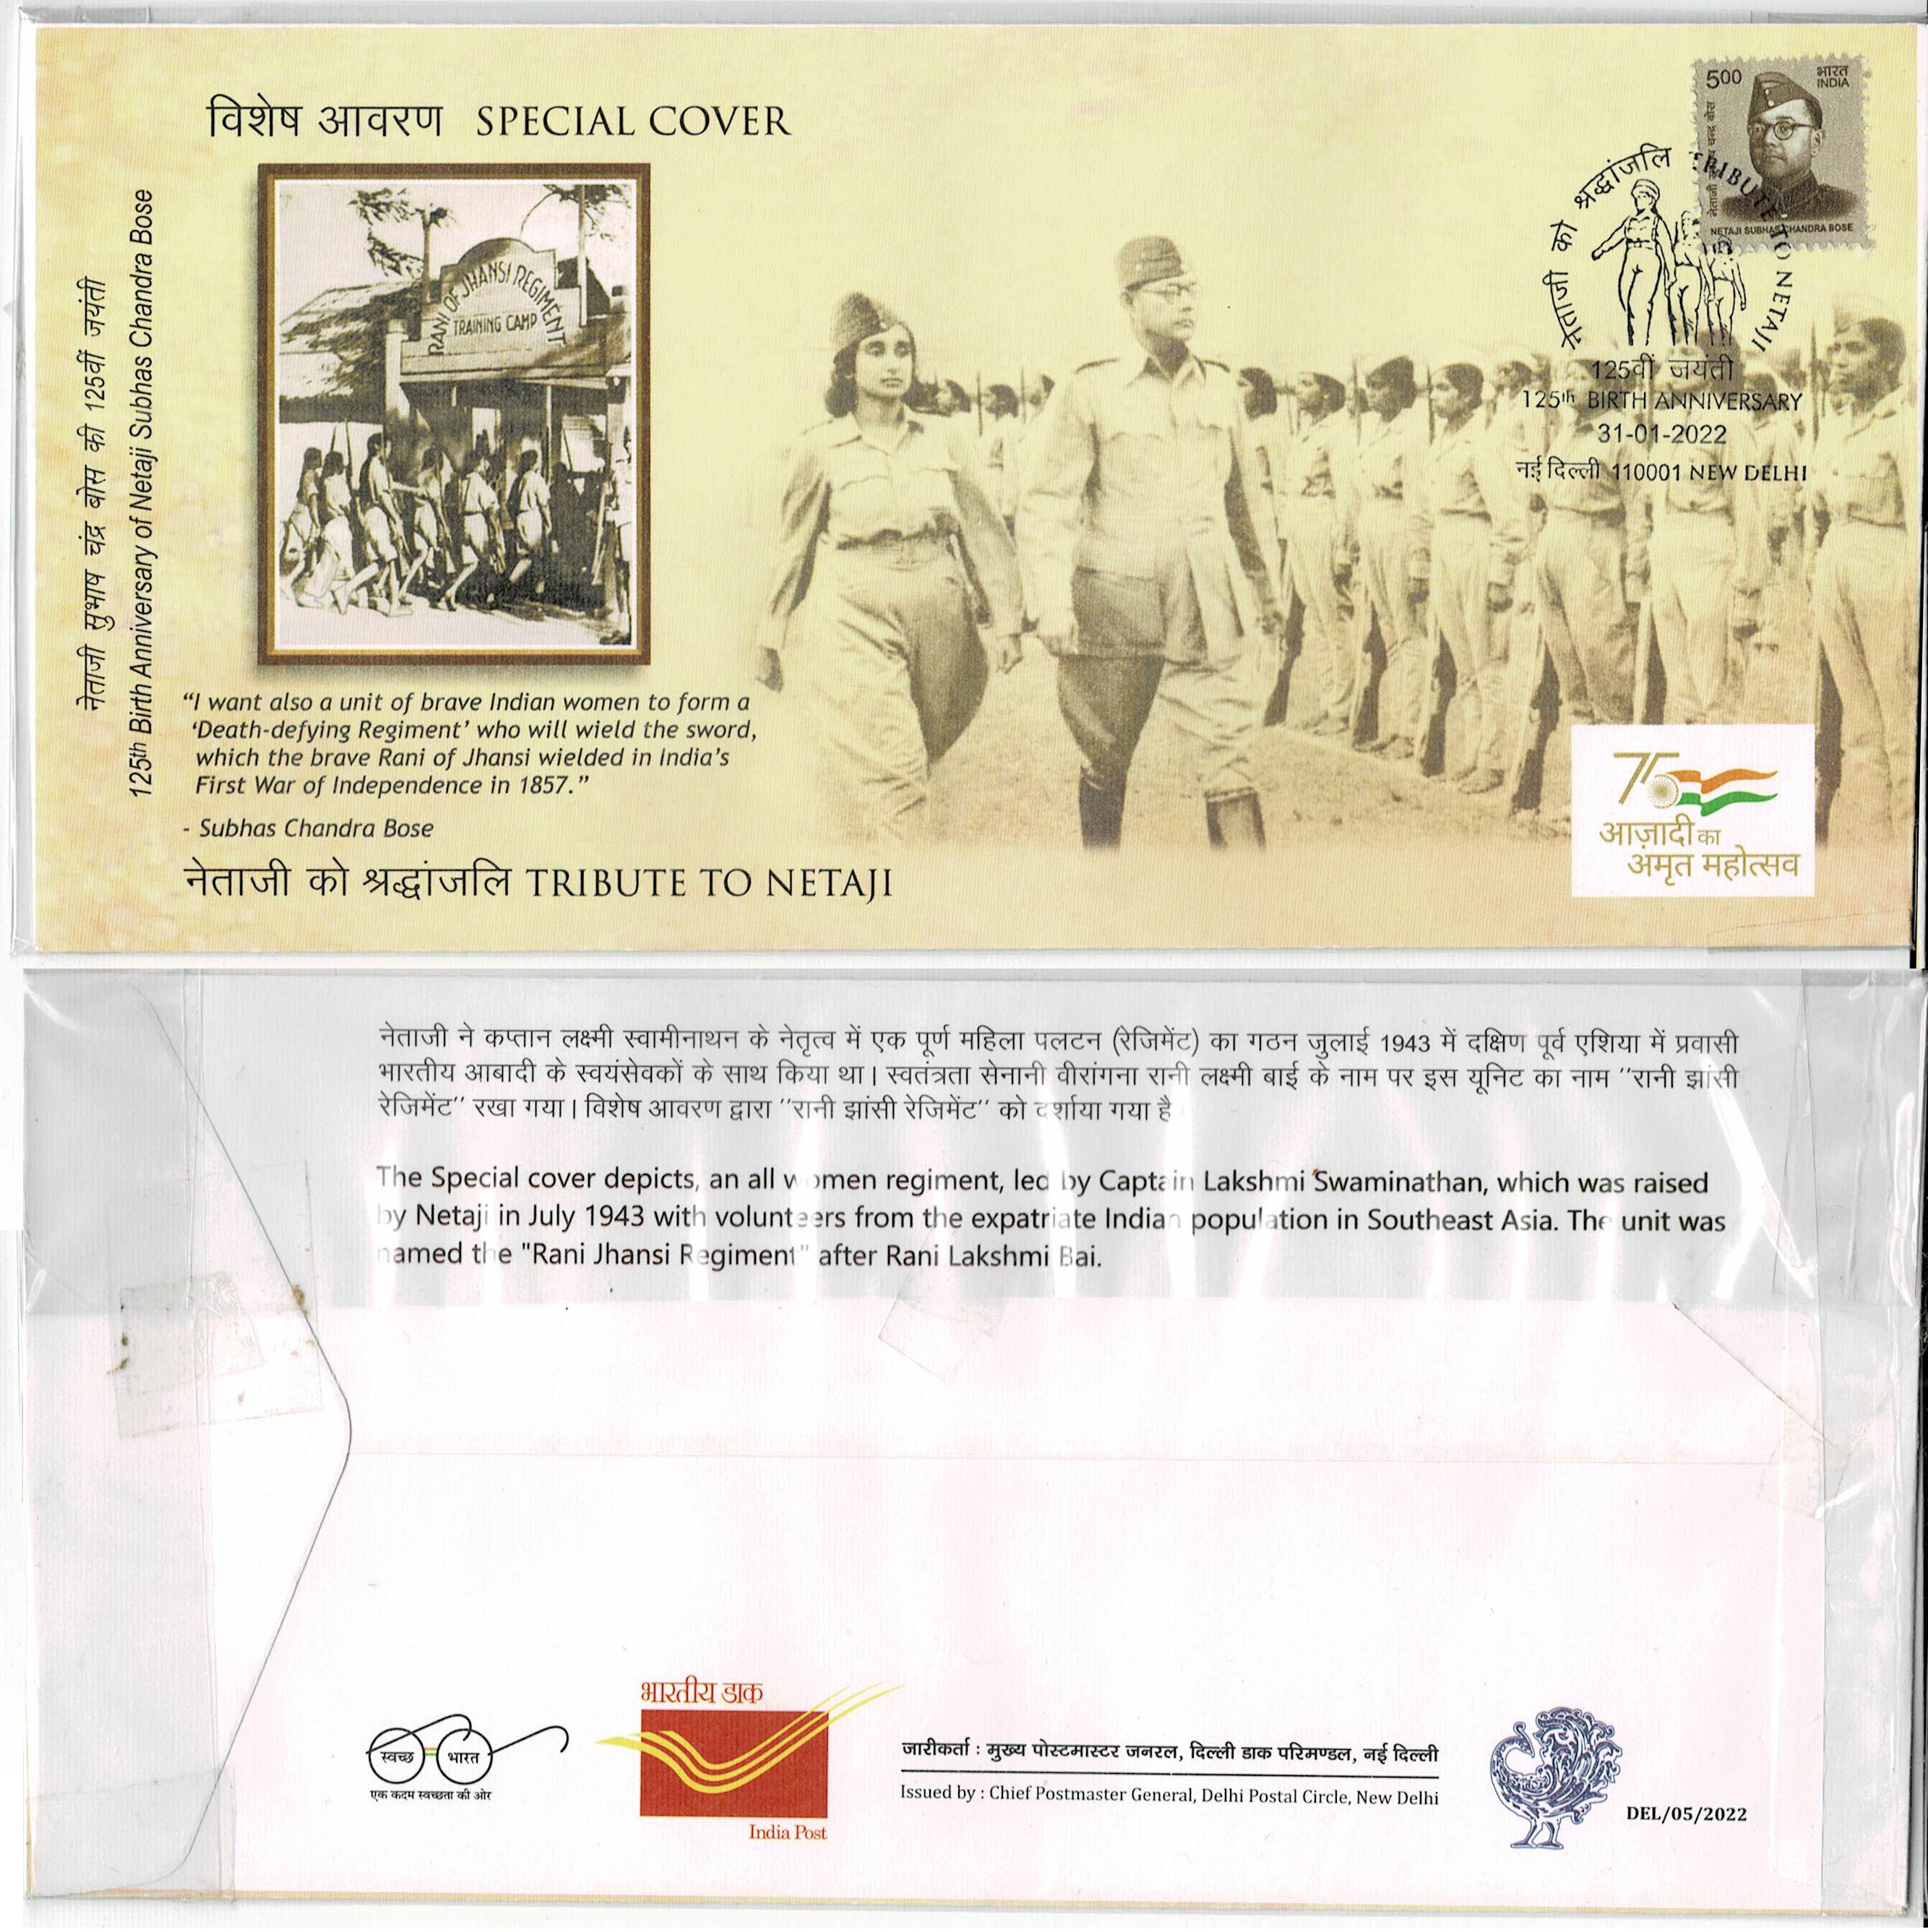 विशेष आवरण SPECIAL COVER
नेताजी सुभाष चंद्र बोस की 125वीं जयंती
125th Birth Anniversary of Netaji Subhas Chandra Bose
RANI OF JHANSI REGIMENT
TRAINING CAMP
“I want also a unit of brave Indian women to form a
‘Death-defying Regiment’ who will wield the sword,
which the brave Rani of Jhansi wielded in India’s
First War of Independence in 1857.”
- Subhas Chandra Bose
नेताजी को श्रद्धांजलि TRIBUTE TO NETAJI
500 भारत
INDIA
NETAJI SUBHAS CHANDRA BOSE
नेताजी को श्रद्धांजलि TRIBUTE TO NETAJI
125वीं जयंती
125th BIRTH ANNIVERSARY
31-01-2022
नई दिल्ली 110001 NEW DELHI
75
आज़ादी का
अमृत महोत्सव
नेताजी ने कप्तान लक्ष्मी स्वामीनाथन के नेतृत्व में एक पूर्ण महिला पलटन (रेजिमेंट) का गठन जुलाई 1943 में दक्षिण पूर्व एशिया में प्रवासी
भारतीय आबादी के स्वयंसेवकों के साथ किया था। स्वतंत्रता सेनानी वीरांगना रानी लक्ष्मी बाई के नाम पर इस यूनिट का नाम ''रानी झांसी
रेजिमेंट'' रखा गया। विशेष आवरण द्वारा ''रानी झांसी रेजिमेंट'' को दर्शाया गया है
The Special cover depicts, an all women regiment, led by Captain Lakshmi Swaminathan, which was raised
by Netaji in July 1943 with volunteers from the expatriate Indian population in Southeast Asia. The unit was
named the "Rani Jhansi Regiment" after Rani Lakshmi Bai.
स्वच्छ भारत
एक कदम स्वच्छता की ओर
भारतीय डाक
India Post
जारीकर्ता : मुख्य पोस्टमास्टर जनरल, दिल्ली डाक परिमण्डल, नई दिल्ली
Issued by : Chief Postmaster General, Delhi Postal Circle, New Delhi
DEL/05/2022